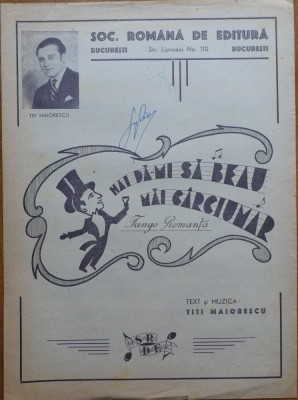 SOC. ROMÂNĂ DE EDITURĂ
BUCUREȘTI Str. Lipscani No. 110 BUCUREȘTI
TITI MAIORESCU
MAI DĂ-MI SĂ BEAU
MĂI CÂRCIUMAR
Tango Romanță
TEXT și MUZICA:
TITI MAIORESCU
S R
D E